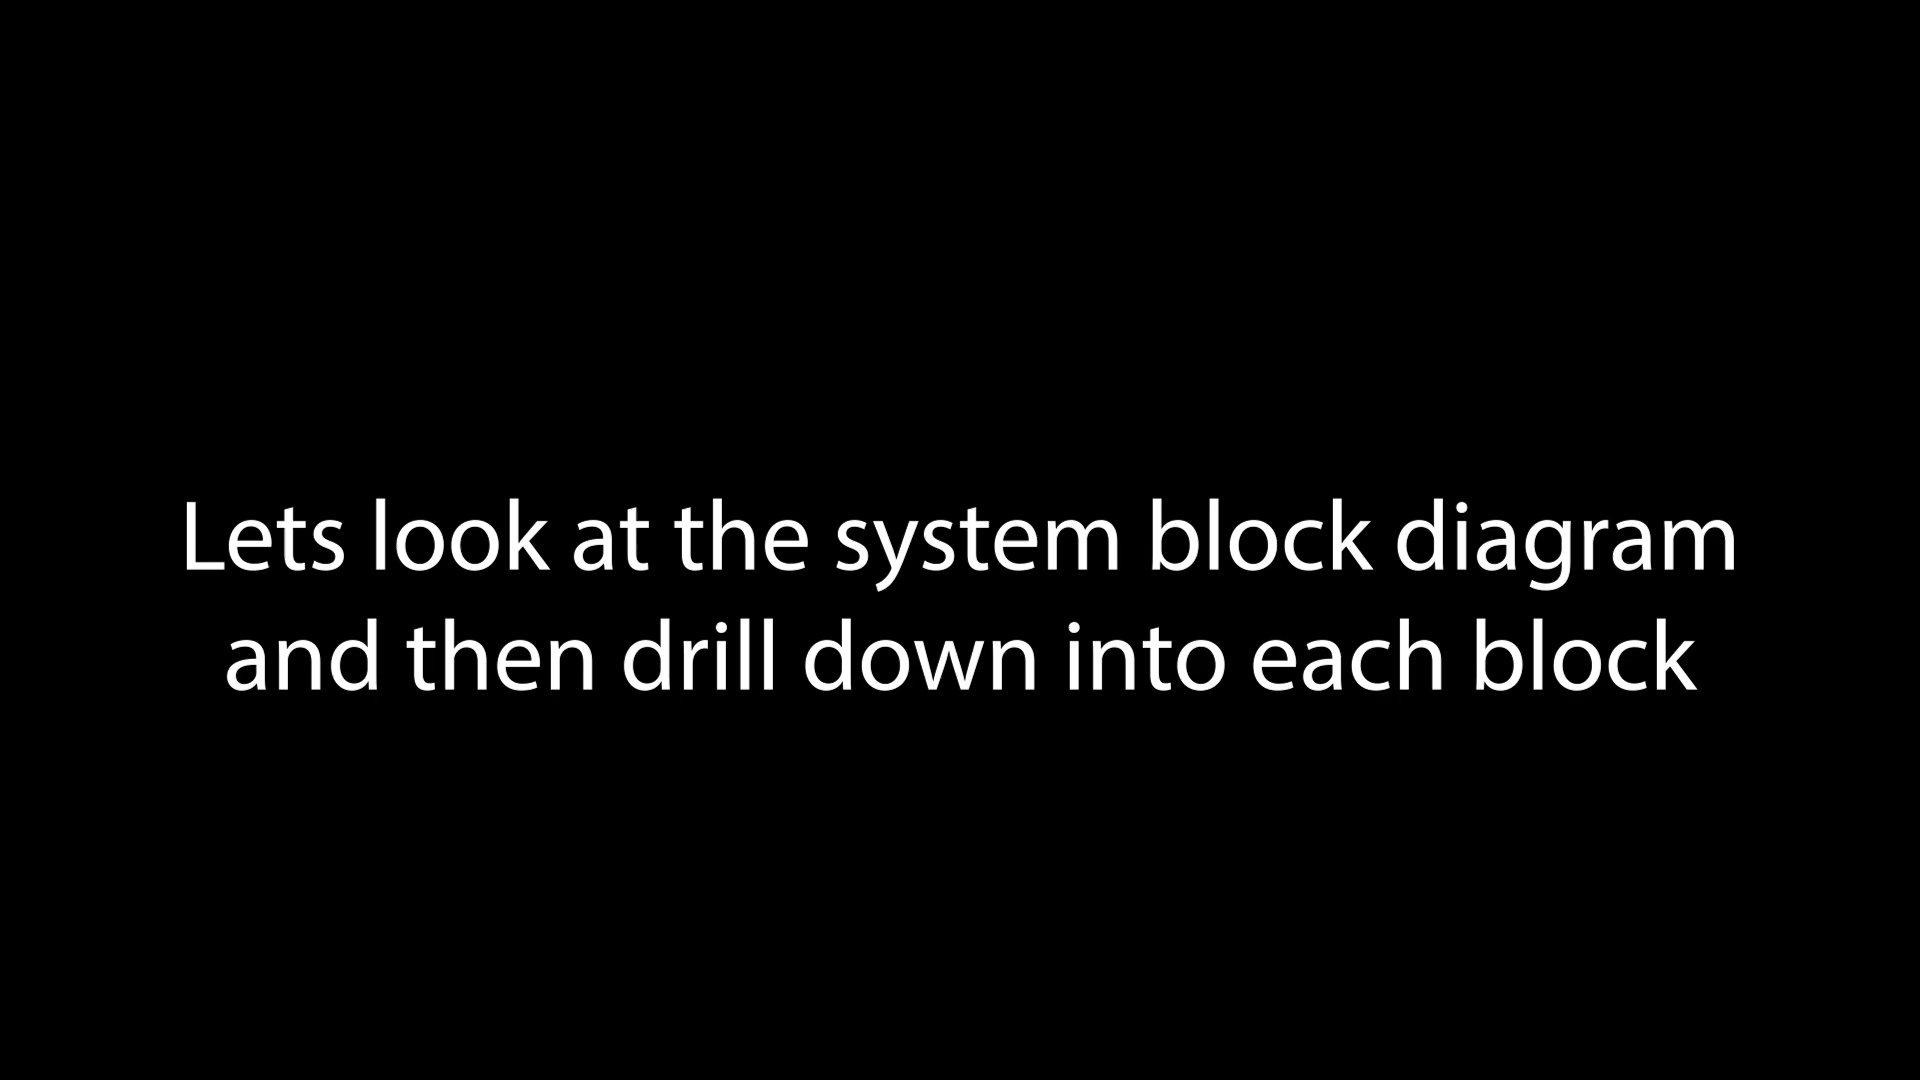 Lets look at the system block diagram
and then drill down into each block